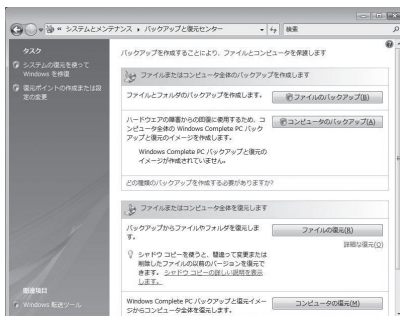 « システムとメンテナンス ▸ バックアップと復元センター
検索
タスク
システムの復元を使って
Windows を修復
復元ポイントの作成または設
定の変更
関連項目
Windows 転送ツール
バックアップを作成することにより、ファイルとコンピュータを保護します
ファイルまたはコンピュータ全体のバックアップを作成します
ファイルとフォルダのバックアップを作成します。
ファイルのバックアップ(B)
ハードウェアの障害からの回復に使用するため、コ
ンピュータ全体の Windows Complete PC バック
アップと復元のイメージを作成します。
コンピュータのバックアップ(A)
Windows Complete PC バックアップと復元の
イメージが作成されていません。
どの種類のバックアップを作成する必要がありますか?
ファイルまたはコンピュータ全体を復元します
バックアップからファイルやフォルダを復元しま
す。
ファイルの復元(R)
詳細な復元(O)
シャドウ コピーを使うと、間違って変更または
削除したファイルの以前のバージョンを復元で
きます。 シャドウ コピーの詳しい説明を表示
します。
Windows Complete PC バックアップと復元イメー
ジからコンピュータ全体を復元します。
コンピュータの復元(M)